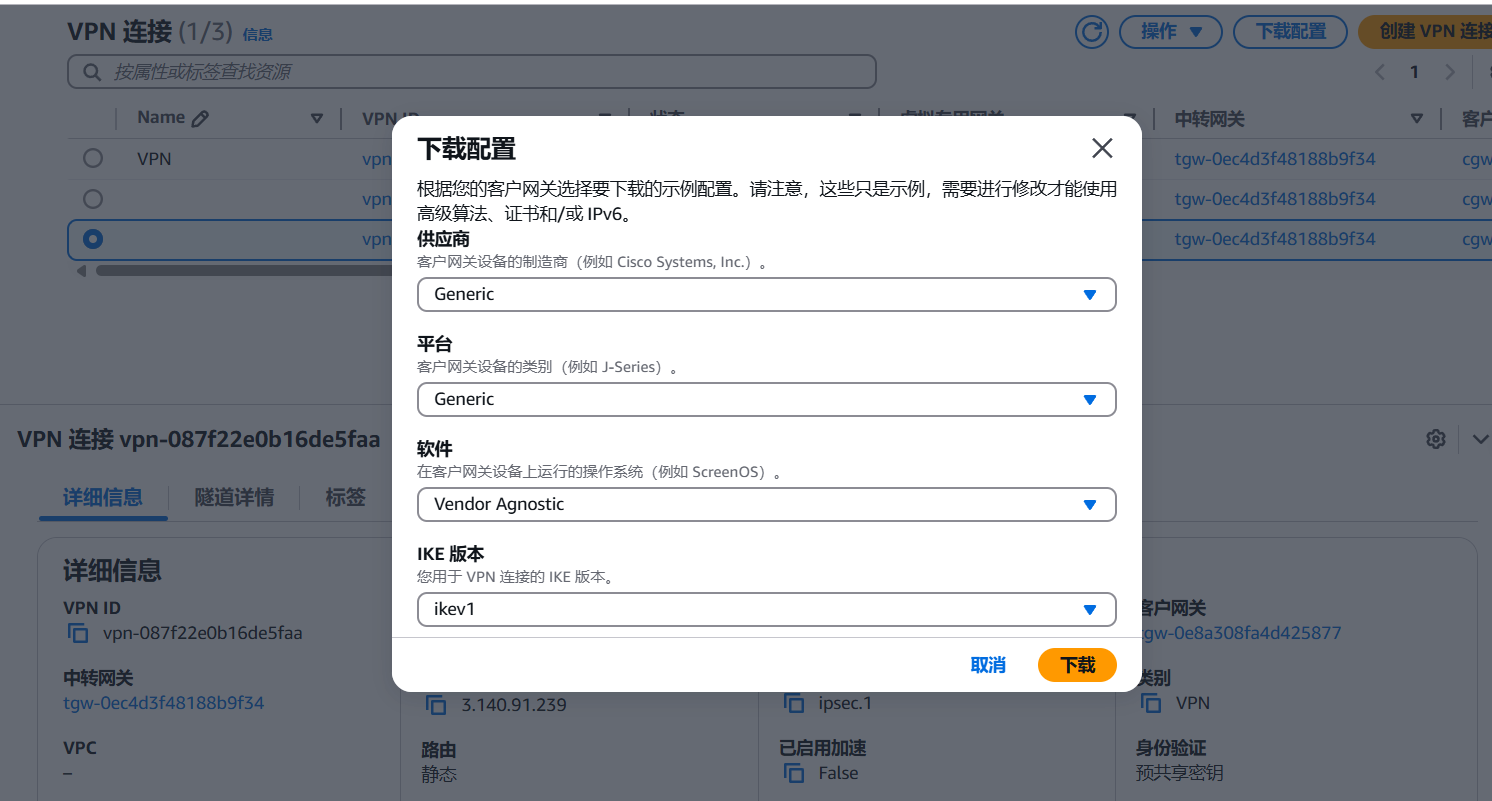 VPN 连接 (1/3) 信息
操作
下载配置
创建 VPN 连接
按属性或标签查找资源
1
Name
VPN ID
状态
虚拟专用网关
中转网关
客户
VPN
vpn
tgw-0ec4d3f48188b9f34
cgw
vpn
tgw-0ec4d3f48188b9f34
cgw
vpn
tgw-0ec4d3f48188b9f34
cgw
下载配置
根据您的客户网关选择要下载的示例配置。请注意，这些只是示例，需要进行修改才能使用
高级算法、证书和/或 IPv6。
供应商
客户网关设备的制造商（例如 Cisco Systems, Inc.）。
Generic
平台
客户网关设备的类别（例如 J-Series）。
Generic
软件
在客户网关设备上运行的操作系统（例如 ScreenOS）。
Vendor Agnostic
IKE 版本
您用于 VPN 连接的 IKE 版本。
ikev1
取消
下载
VPN 连接 vpn-087f22e0b16de5faa
详细信息
隧道详情
标签
详细信息
VPN ID
vpn-087f22e0b16de5faa
客户网关
cgw-0e8a308fa4d425877
中转网关
tgw-0ec4d3f48188b9f34
3.140.91.239
ipsec.1
类别
VPN
VPC
–
路由
静态
已启用加速
False
身份验证
预共享密钥